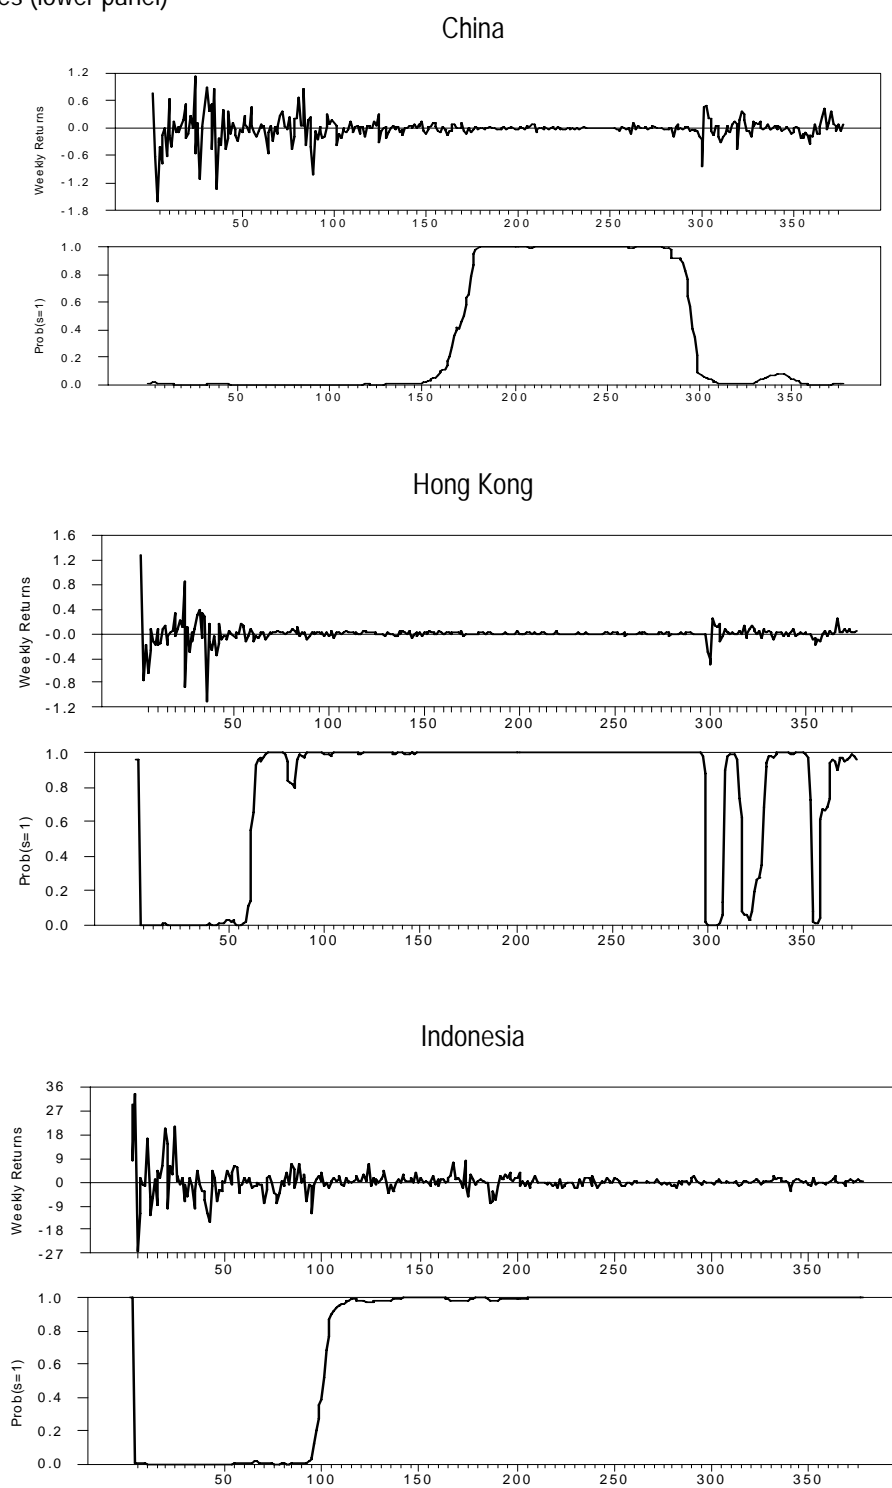 es (lower panel)
China
Weekly Returns
1.2
0.6
0.0
-0.6
-1.2
-1.8
50 100 150 200 250 300 350
Prob(s=1)
1.0
0.8
0.6
0.4
0.2
0.0
50 100 150 200 250 300 350
Hong Kong
Weekly Returns
1.6
1.2
0.8
0.4
-0.0
-0.4
-0.8
-1.2
50 100 150 200 250 300 350
Prob(s=1)
1.0
0.8
0.6
0.4
0.2
0.0
50 100 150 200 250 300 350
Indonesia
Weekly Returns
36
27
18
9
0
-9
-18
-27
50 100 150 200 250 300 350
Prob(s=1)
1.0
0.8
0.6
0.4
0.2
0.0
50 100 150 200 250 300 350